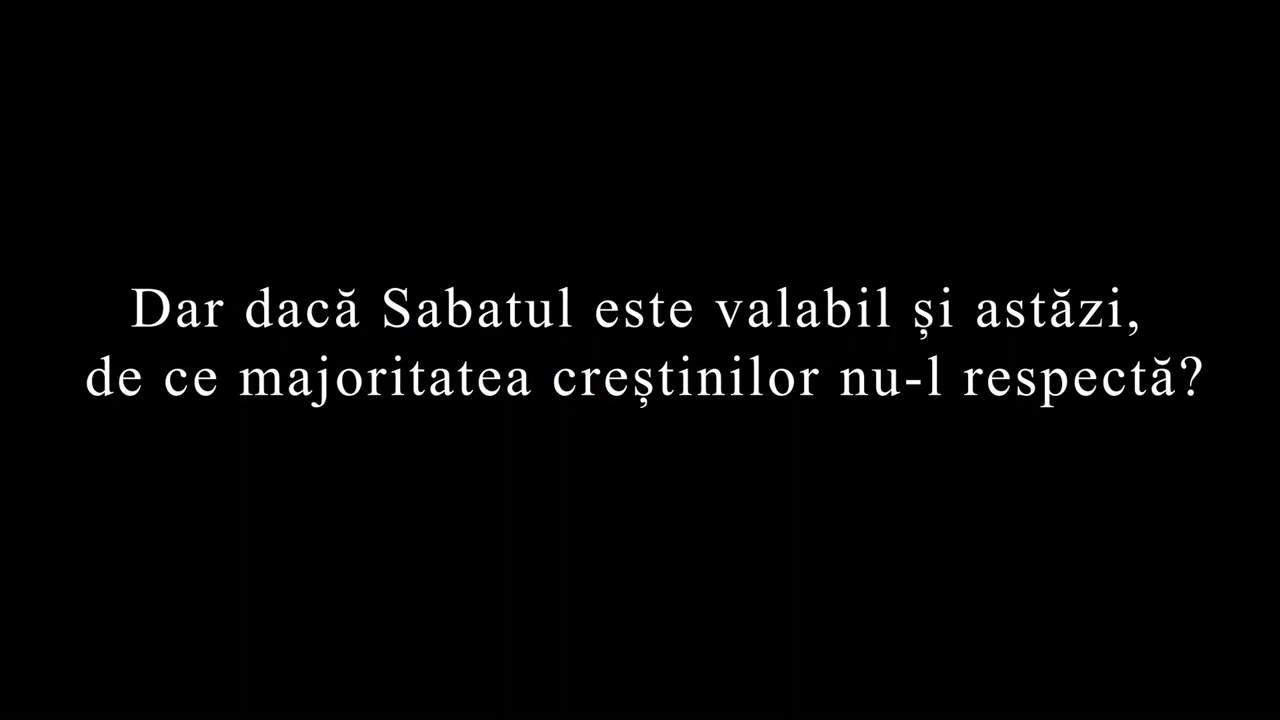 Dar dacă Sabatul este valabil și astăzi,
de ce majoritatea creștinilor nu-l respectă?